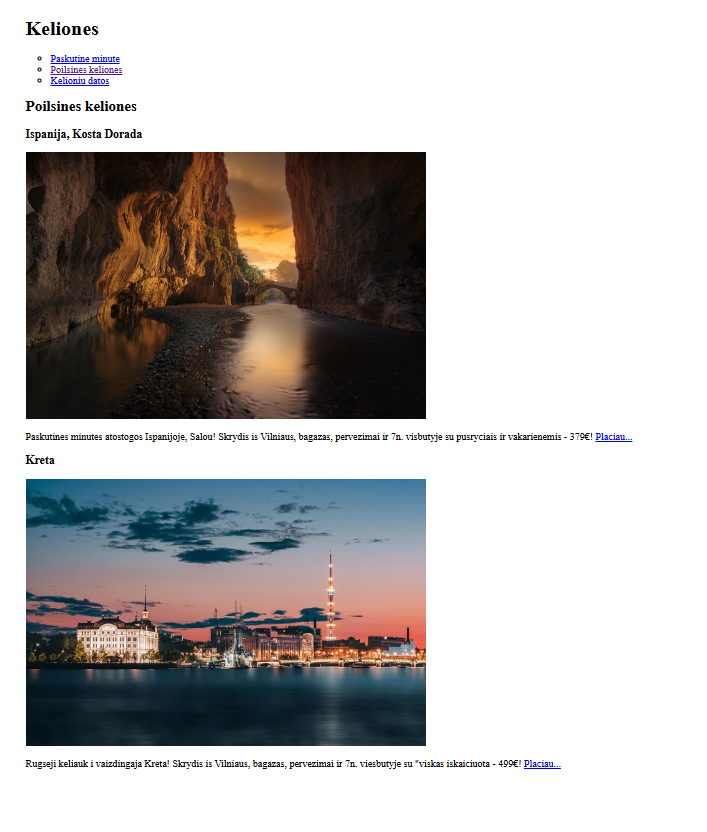 Keliones
Paskutine minute
Poilsines keliones
Kelioniu datos
Poilsines keliones
Ispanija, Kosta Dorada
Paskutines minutes atostogos Ispanijoje, Salou! Skrydis is Vilniaus, bagazas, pervezimai ir 7n. visbutyje su pusryciais ir vakarienemis - 379€! Placiau...
Kreta
Rugseji keliauk i vaizdingaja Kreta! Skrydis is Vilniaus, bagazas, pervezimai ir 7n. viesbutyje su "viskas iskaiciuota - 499€! Placiau...